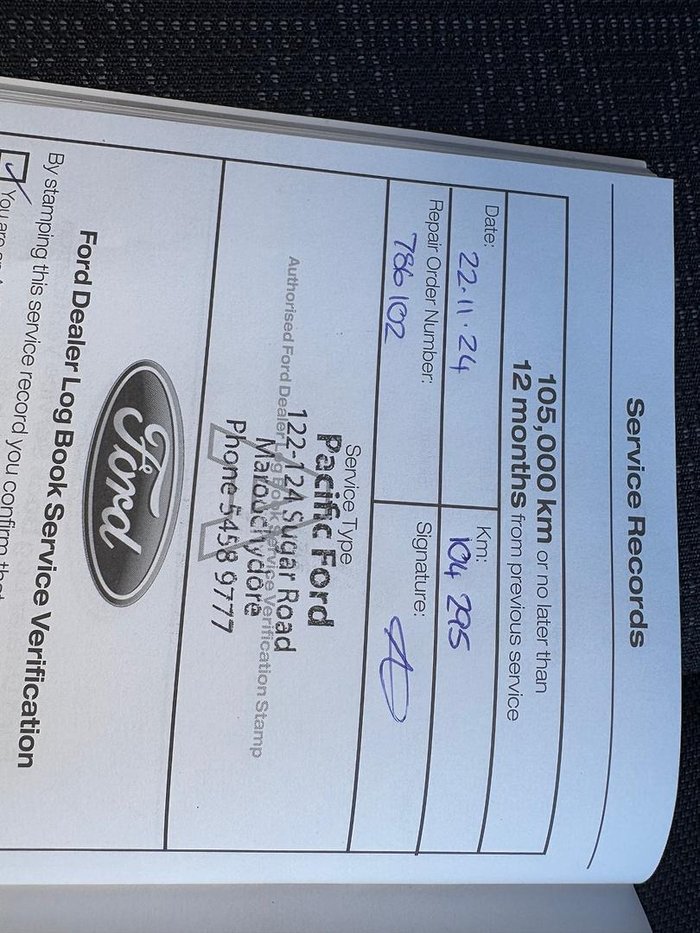 Service Records
105,000 km or no later than
12 months from previous service
Date: 22.11.24
Km: 104 295
Repair Order Number: 786102
Signature:
Service Type
Pacific Ford
122-124 Sugar Road
Maroochydore
Phone 5458 9777
Authorised Ford Dealer Log Book Service Verification Stamp
Ford
Ford Dealer Log Book Service Verification
By stamping this service record you confirm that
You are